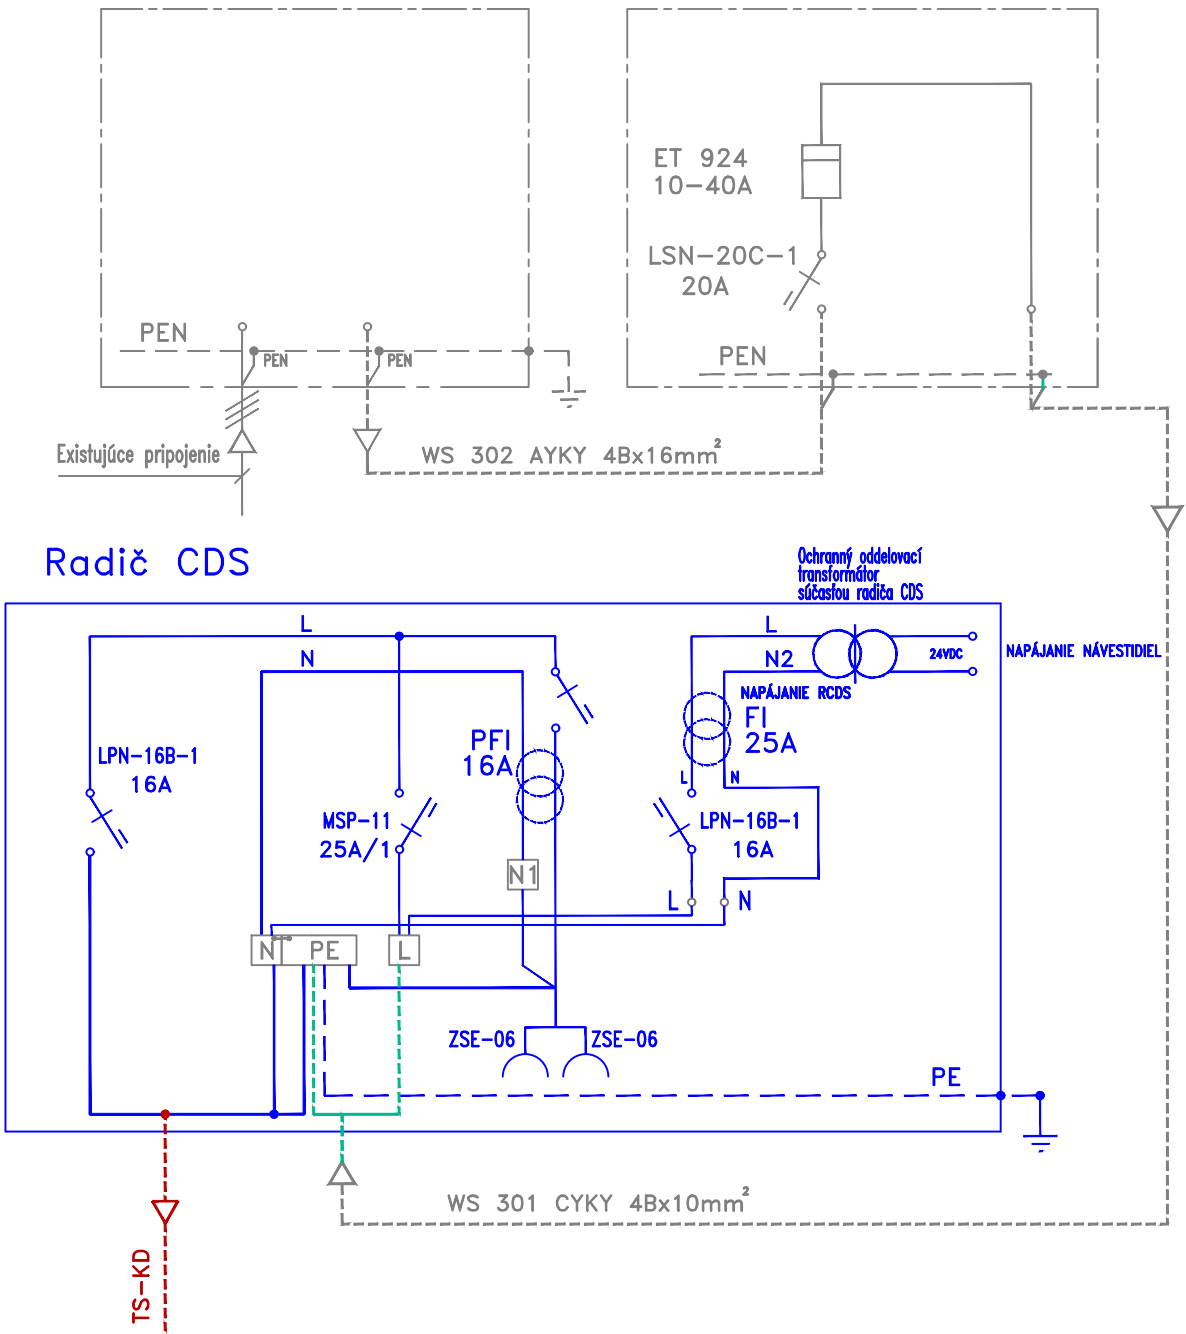 ET 924
10-40A
LSN-20C-1
20A
PEN
PEN
PEN
PEN
Existujúce pripojenie
WS 302 AYKY 4Bx16mm²
Radič CDS
Ochranný oddelovací
transformátor
súčasťou radiča CDS
L
L
N
N2
24VDC
NAPÁJANIE NÁVESTIDIEL
NAPÁJANIE RCDS
FI
25A
PFI
16A
LPN-16B-1
16A
L
N
MSP-11
25A/1
LPN-16B-1
16A
N1
L
N
N
PE
L
ZSE-06
ZSE-06
PE
WS 301 CYKY 4Bx10mm²
TS-KD